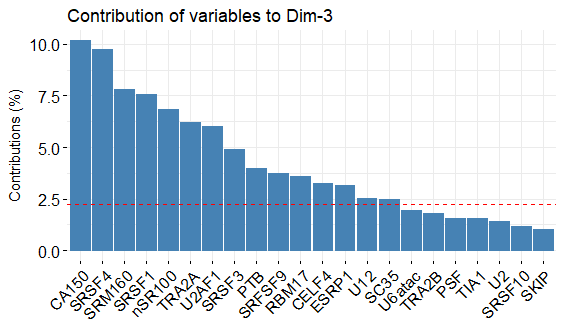 Contribution of variables to Dim-3
Contributions (%)
10.0
7.5
5.0
2.5
0.0
CA150
SRSF4
SRM160
SRSF1
nSR100
TRA2A
U2AF1
SRSF3
PTB
SRFSF9
RBM17
CELF4
ESRP1
U12
SC35
U6atac
TRA2B
PSF
TIA1
U2
SRSF10
SKIP